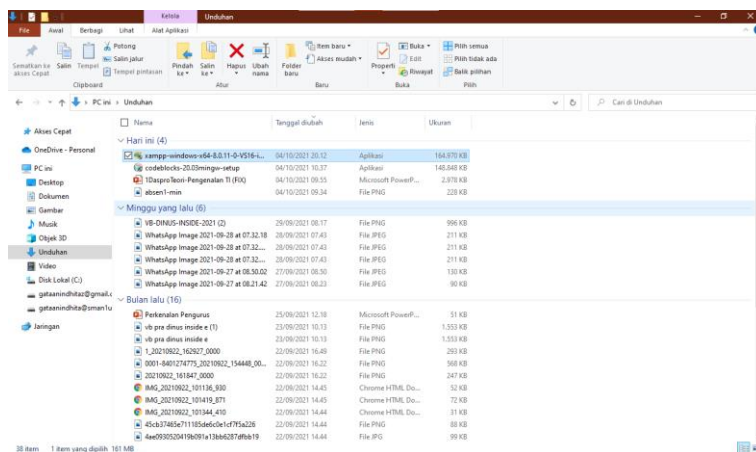 Kelola Unduhan
File Awal Berbagi Lihat Alat Aplikasi
Sematkan ke Akses Cepat
Salin
Tempel
Potong
Salin jalur
Tempel pintasan
Clipboard
Pindah ke
Salin ke
Hapus
Ubah nama
Atur
Folder baru
Item baru
Akses mudah
Baru
Properti
Buka
Edit
Riwayat
Buka
Pilih semua
Pilih tidak ada
Balik pilihan
Pilih
PC ini > Unduhan
Cari di Unduhan
Akses Cepat
OneDrive - Personal
PC ini
Desktop
Dokumen
Gambar
Musik
Objek 3D
Unduhan
Video
Disk Lokal (C:)
gataanindhitaz@gmail.c
gataanindhita@sman1u
Jaringan
Nama Tanggal diubah Jenis Ukuran
Hari ini (4)
xampp-windows-x64-8.0.11-0-VS16-i... 04/10/2021 20.12 Aplikasi 164.970 KB
codeblocks-20.03mingw-setup 04/10/2021 10.37 Aplikasi 148.848 KB
1DasproTeori-Pengenalan TI (FIX) 04/10/2021 09.55 Microsoft PowerP... 2.978 KB
absen1-min 04/10/2021 09.34 File PNG 228 KB
Minggu yang lalu (6)
VB-DINUS-INSIDE-2021 (2) 29/09/2021 08.17 File PNG 996 KB
WhatsApp Image 2021-09-28 at 07.32.18 28/09/2021 07.43 File JPEG 211 KB
WhatsApp Image 2021-09-28 at 07.32.... 28/09/2021 07.43 File JPEG 211 KB
WhatsApp Image 2021-09-28 at 07.32.... 28/09/2021 07.43 File JPEG 211 KB
WhatsApp Image 2021-09-27 at 08.50.02 27/09/2021 08.50 File JPEG 130 KB
WhatsApp Image 2021-09-27 at 08.21.42 27/09/2021 08.23 File JPEG 90 KB
Bulan lalu (16)
Perkenalan Pengurus 25/09/2021 12.18 Microsoft PowerP... 51 KB
vb pra dinus inside e (1) 23/09/2021 10.13 File PNG 1.553 KB
vb pra dinus inside e 23/09/2021 10.13 File PNG 1.553 KB
1_20210922_162927_0000 22/09/2021 16.49 File PNG 293 KB
0001-8401274775_20210922_154448_00... 22/09/2021 16.22 File PNG 568 KB
20210922_161847_0000 22/09/2021 16.22 File PNG 247 KB
IMG_20210922_101136_930 22/09/2021 14.45 Chrome HTML Do... 52 KB
IMG_20210922_101419_871 22/09/2021 14.45 Chrome HTML Do... 72 KB
IMG_20210922_101344_410 22/09/2021 14.44 Chrome HTML Do... 31 KB
45cb37465e711185de6c0e1cf7f5a226 22/09/2021 14.44 File PNG 88 KB
4ae0930520419b091a13bb6287dfbb19 22/09/2021 14.44 File JPG 99 KB
38 item 1 item yang dipilih 161 MB